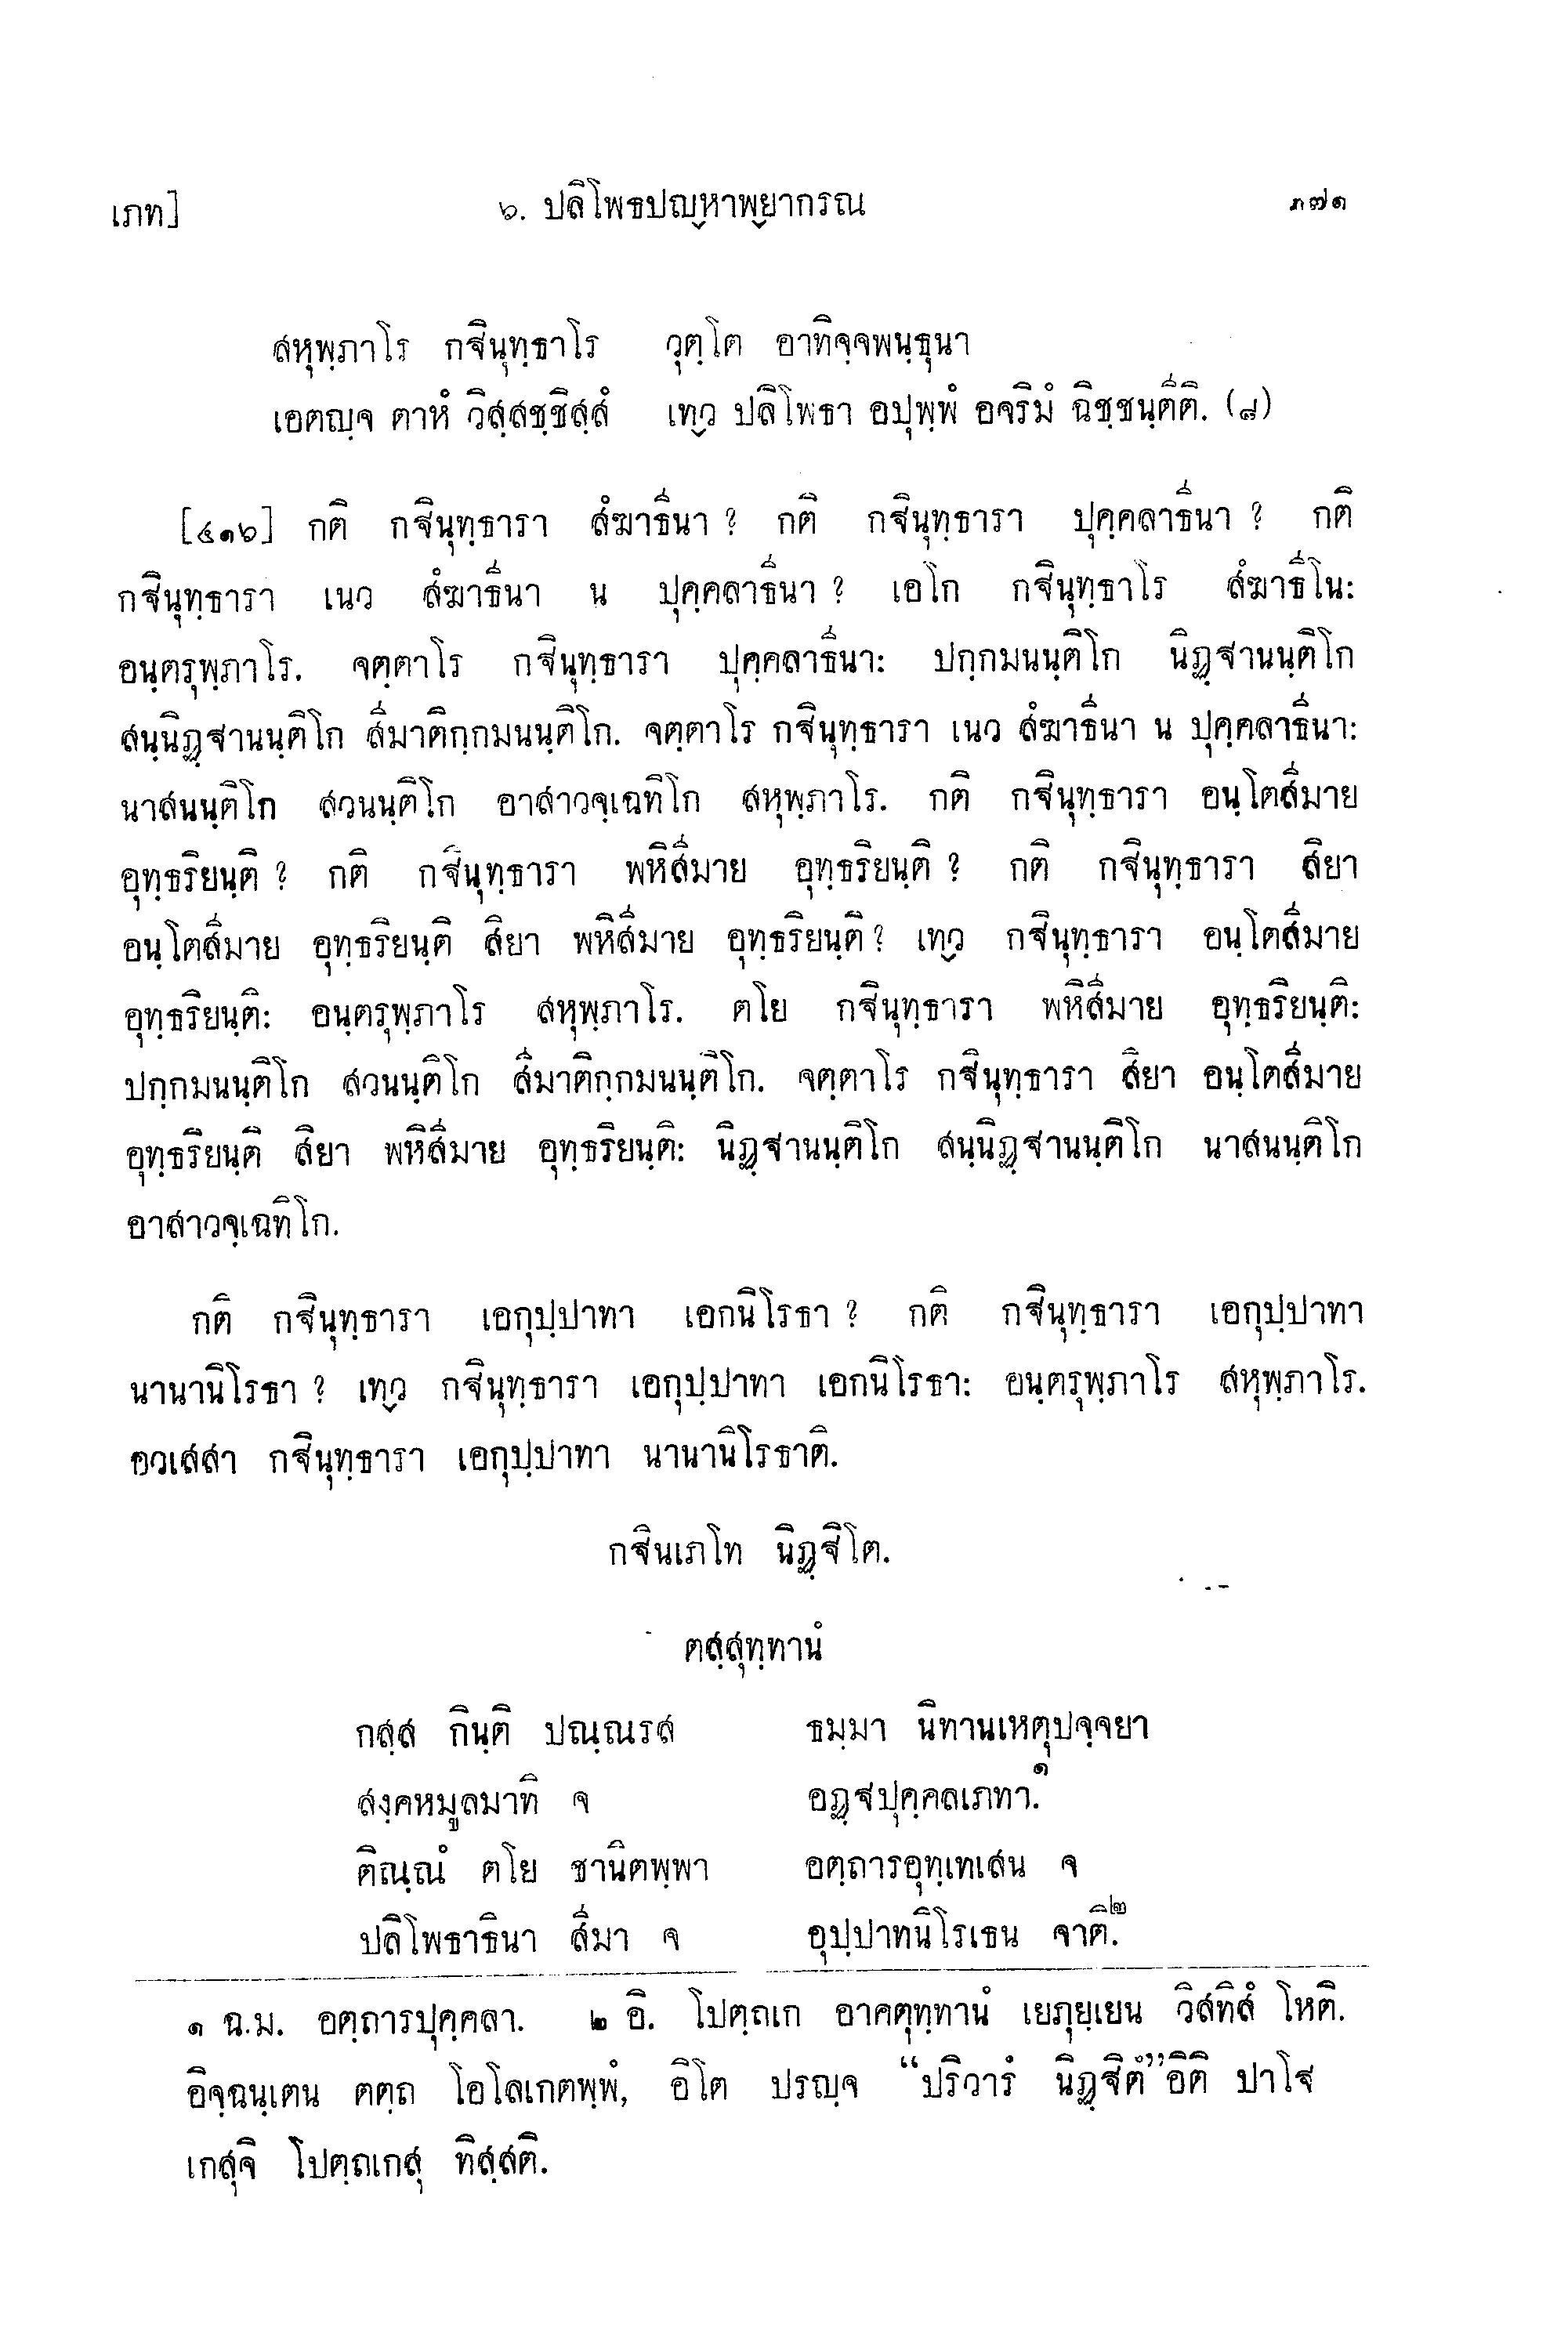 เภท] ๖. ปลิโพธปญฺหาพฺยากรณ ๓๗๑
สหุพฺภาโร กฐินุทฺธาโร วุตฺโต อาทิจฺจพนฺธุนา
เอตญฺจ ตาหํ วิสฺสชฺชิสฺสํ เทฺว ปลิโพธา อปุพฺพํ อจริมํ ฉิชฺชนฺตีติ. (๘)
[๔๑๖] กติ กฐินุทฺธารา สํฆาธีนา ? กติ กฐินุทฺธารา ปุคฺคลาธีนา ? กติ
กฐินุทฺธารา เนว สํฆาธีนา น ปุคฺคลาธีนา ? เอโก กฐินุทฺธาโร สํฆาธีโน:
อนฺตรุพฺภาโร. จตฺตาโร กฐินุทฺธารา ปุคฺคลาธีนา: ปกฺกมนนฺติโก นิฏฺฐานนฺติโก
สนฺนิฏฺฐานนฺติโก สีมาติกฺกมนนฺติโก. จตฺตาโร กฐินุทฺธารา เนว สํฆาธีนา น ปุคฺคลาธีนา:
นาสนนฺติโก สวนนฺติโก อาสาวจฺเฉทิโก สหุพฺภาโร. กติ กฐินุทฺธารา อนฺโตสีมาย
อุทฺธริยนฺติ ? กติ กฐินุทฺธารา พหิสีมาย อุทฺธริยนฺติ ? กติ กฐินุทฺธารา สิยา
อนฺโตสีมาย อุทฺธริยนฺติ สิยา พหิสีมาย อุทฺธริยนฺติ ? เทฺว กฐินุทฺธารา อนฺโตสีมาย
อุทฺธริยนฺติ: อนฺตรุพฺภาโร สหุพฺภาโร. ตโย กฐินุทฺธารา พหิสีมาย อุทฺธริยนฺติ:
ปกฺกมนนฺติโก สวนนฺติโก สีมาติกฺกมนนฺติโก. จตฺตาโร กฐินุทฺธารา สิยา อนฺโตสีมาย
อุทฺธริยนฺติ สิยา พหิสีมาย อุทฺธริยนฺติ: นิฏฺฐานนฺติโก สนฺนิฏฺฐานนฺติโก นาสนนฺติโก
อาสาวจฺเฉทิโก.
กติ กฐินุทฺธารา เอกุปฺปาทา เอกนิโรธา ? กติ กฐินุทฺธารา เอกุปฺปาทา
นานานิโรธา ? เทฺว กฐินุทฺธารา เอกุปฺปาทา เอกนิโรธา: อนฺตรุพฺภาโร สหุพฺภาโร.
อวเสสา กฐินุทฺธารา เอกุปฺปาทา นานานิโรธาติ.
กฐินเภโท นิฏฺฐิโต.
ตสฺสุทฺทานํ
กสฺส กินฺติ ปณฺณรส ธมฺมา นิทานเหตุปจฺจยา
สงฺคหมูลมาทิ จ อฏฺฐปุคฺคลเภทา.๑
ติณฺณํ ตโย ชานิตพฺพา อตฺถารอุทฺเทเสน จ
ปลิโพธาธินา สีมา จ อุปฺปาทนิโรเธน จาติ.๒
๑ ฉ.ม. อตฺถารปุคฺคลา. ๒ อิ. โปตฺถเก อาคตุทฺทานํ เยภุยฺเยน วิสทิสํ โหติ.
อิจฺฉนฺเตน ตตฺถ โอโลเกตพฺพํ, อิโต ปรญฺจ “ปริวารํ นิฏฺฐิตํ”อิติ ปาโฐ
เกสุจิ โปตฺถเกสุ ทิสฺสติ.